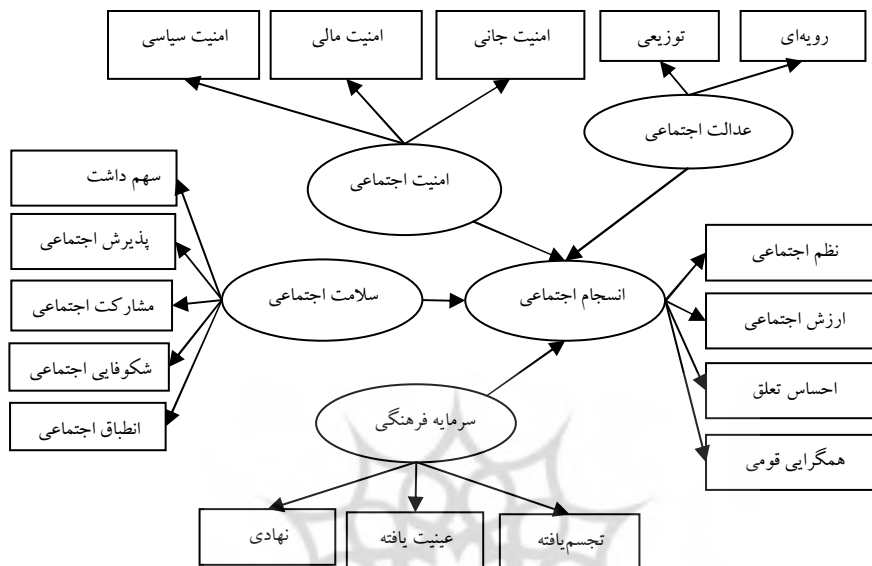 رویه‌ای
توزیعی
امنیت جانی
امنیت مالی
امنیت سیاسی
عدالت اجتماعی
امنیت اجتماعی
سهم داشت
پذیرش اجتماعی
مشارکت اجتماعی
شکوفایی اجتماعی
انطباق اجتماعی
سلامت اجتماعی
انسجام اجتماعی
نظم اجتماعی
ارزش اجتماعی
احساس تعلق
همگرایی قومی
سرمایه فرهنگی
تجسم‌یافته
عینیت یافته
نهادی